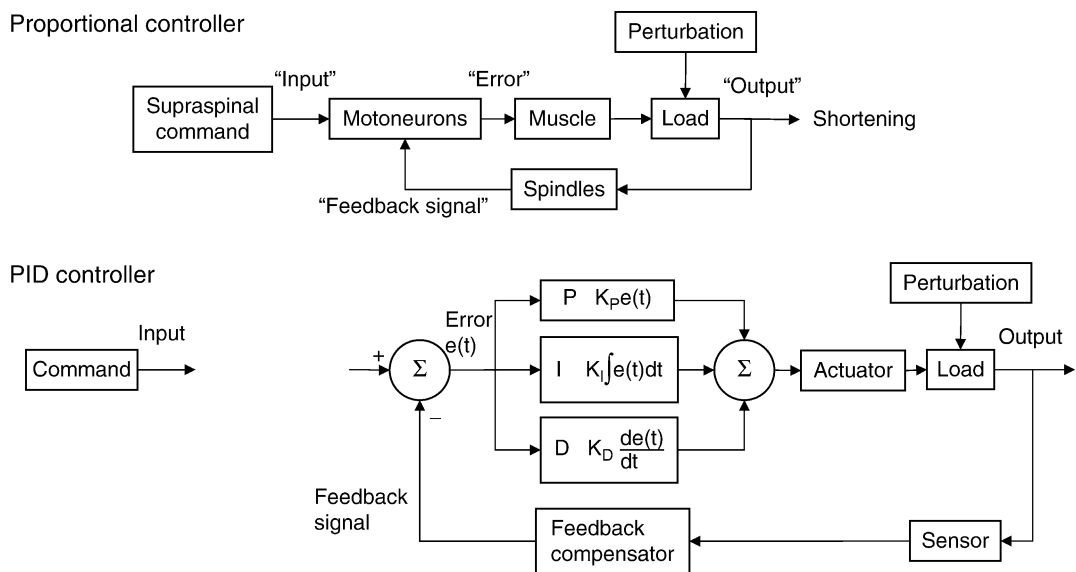 Proportional controller
Perturbation
“Input”
“Error”
“Output”
Supraspinal
command
Motoneurons
Muscle
Load
Shortening
Spindles
“Feedback signal”
PID controller
Perturbation
Input
Error
e(t)
P K_Pe(t)
Output
Command
+
Σ
I K_I∫e(t)dt
Σ
Actuator
Load
−
D K_D de(t)
dt
Feedback
signal
Feedback
compensator
Sensor